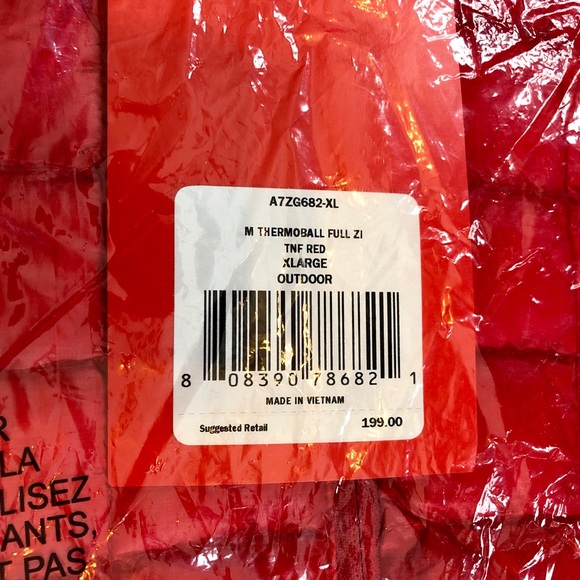 A7ZG682-XL
M THERMOBALL FULL ZI
TNF RED
XLARGE
OUTDOOR
8 08390 78682 1
MADE IN VIETNAM
Suggested Retail 199.00
R
LA
LISEZ
ANTS,
T PAS